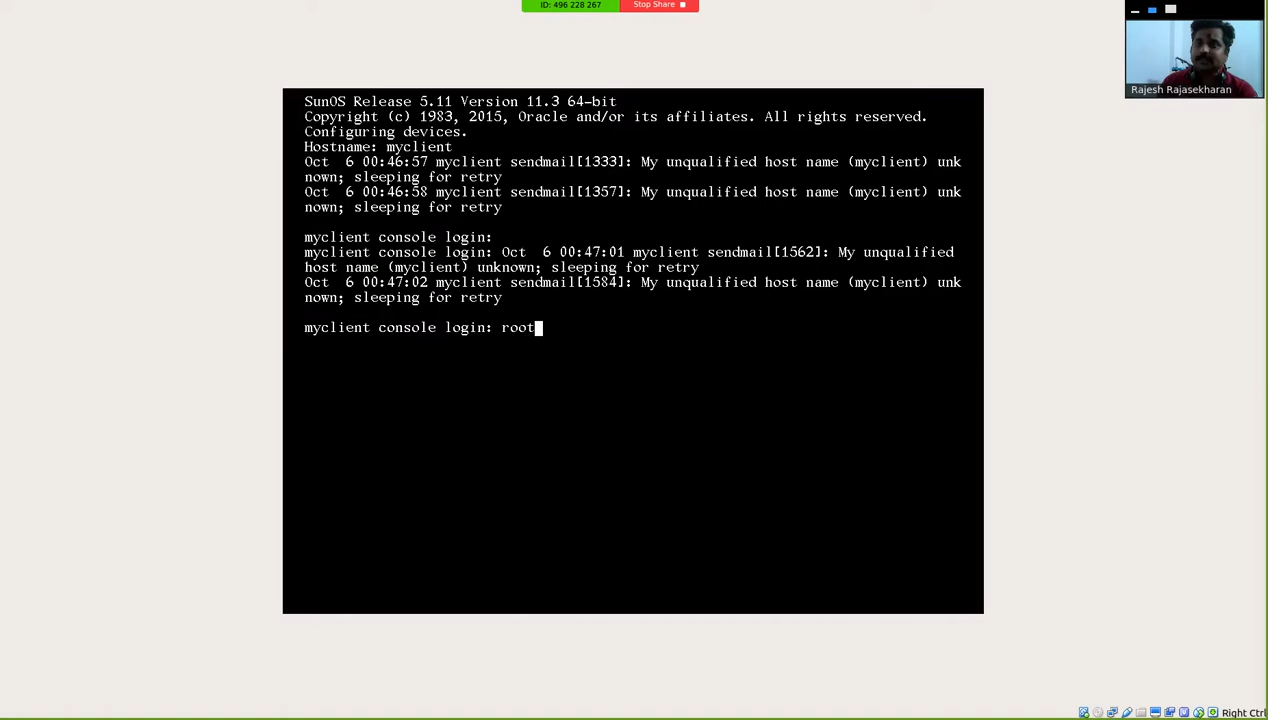 ID: 496 228 267
Stop Share
Rajesh Rajasekharan
SunOS Release 5.11 Version 11.3 64-bit
Copyright (c) 1983, 2015, Oracle and/or its affiliates. All rights reserved.
Configuring devices.
Hostname: myclient
Oct  6 00:46:57 myclient sendmail[1333]: My unqualified host name (myclient) unk
nown; sleeping for retry
Oct  6 00:46:58 myclient sendmail[1357]: My unqualified host name (myclient) unk
nown; sleeping for retry
myclient console login:
myclient console login: Oct  6 00:47:01 myclient sendmail[1562]: My unqualified
host name (myclient) unknown; sleeping for retry
Oct  6 00:47:02 myclient sendmail[1584]: My unqualified host name (myclient) unk
nown; sleeping for retry
myclient console login: root
Right Ctrl